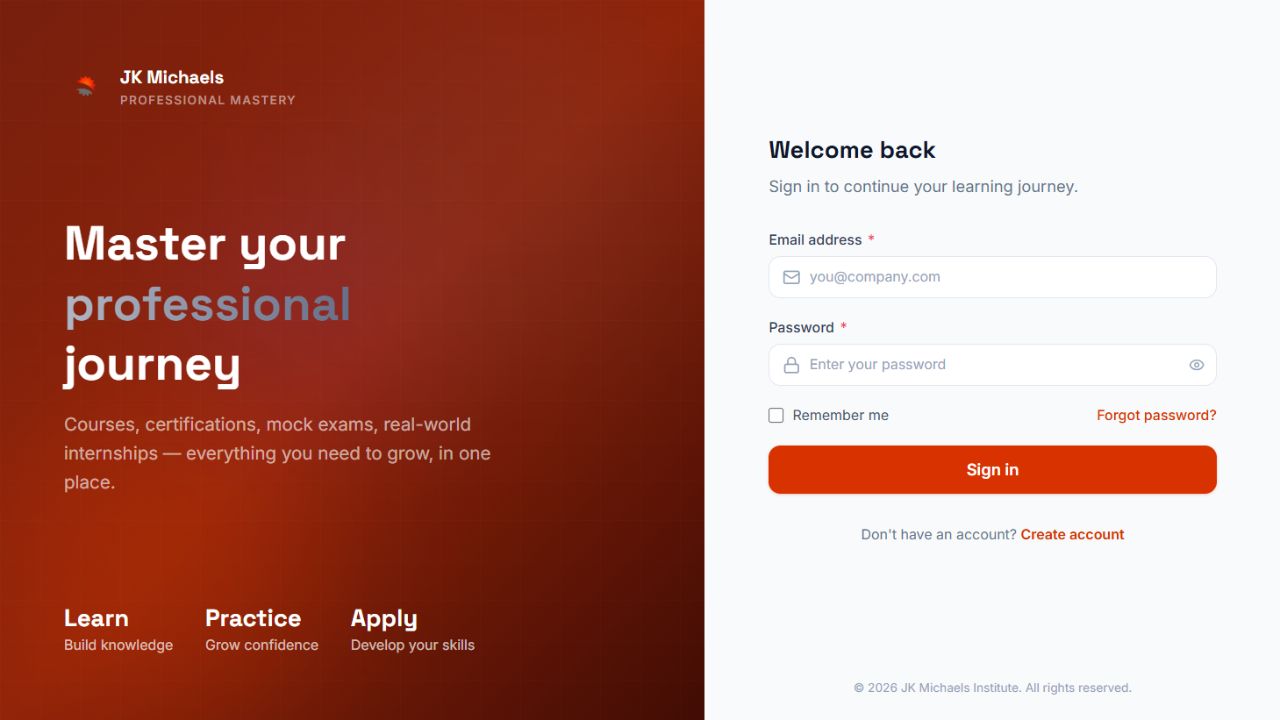 JK Michaels
PROFESSIONAL MASTERY
Master your
professional
journey
Courses, certifications, mock exams, real-world
internships — everything you need to grow, in one
place.
Learn
Build knowledge
Practice
Grow confidence
Apply
Develop your skills
Welcome back
Sign in to continue your learning journey.
Email address *
you@company.com
Password *
Enter your password
Remember me
Forgot password?
Sign in
Don't have an account? Create account
© 2026 JK Michaels Institute. All rights reserved.